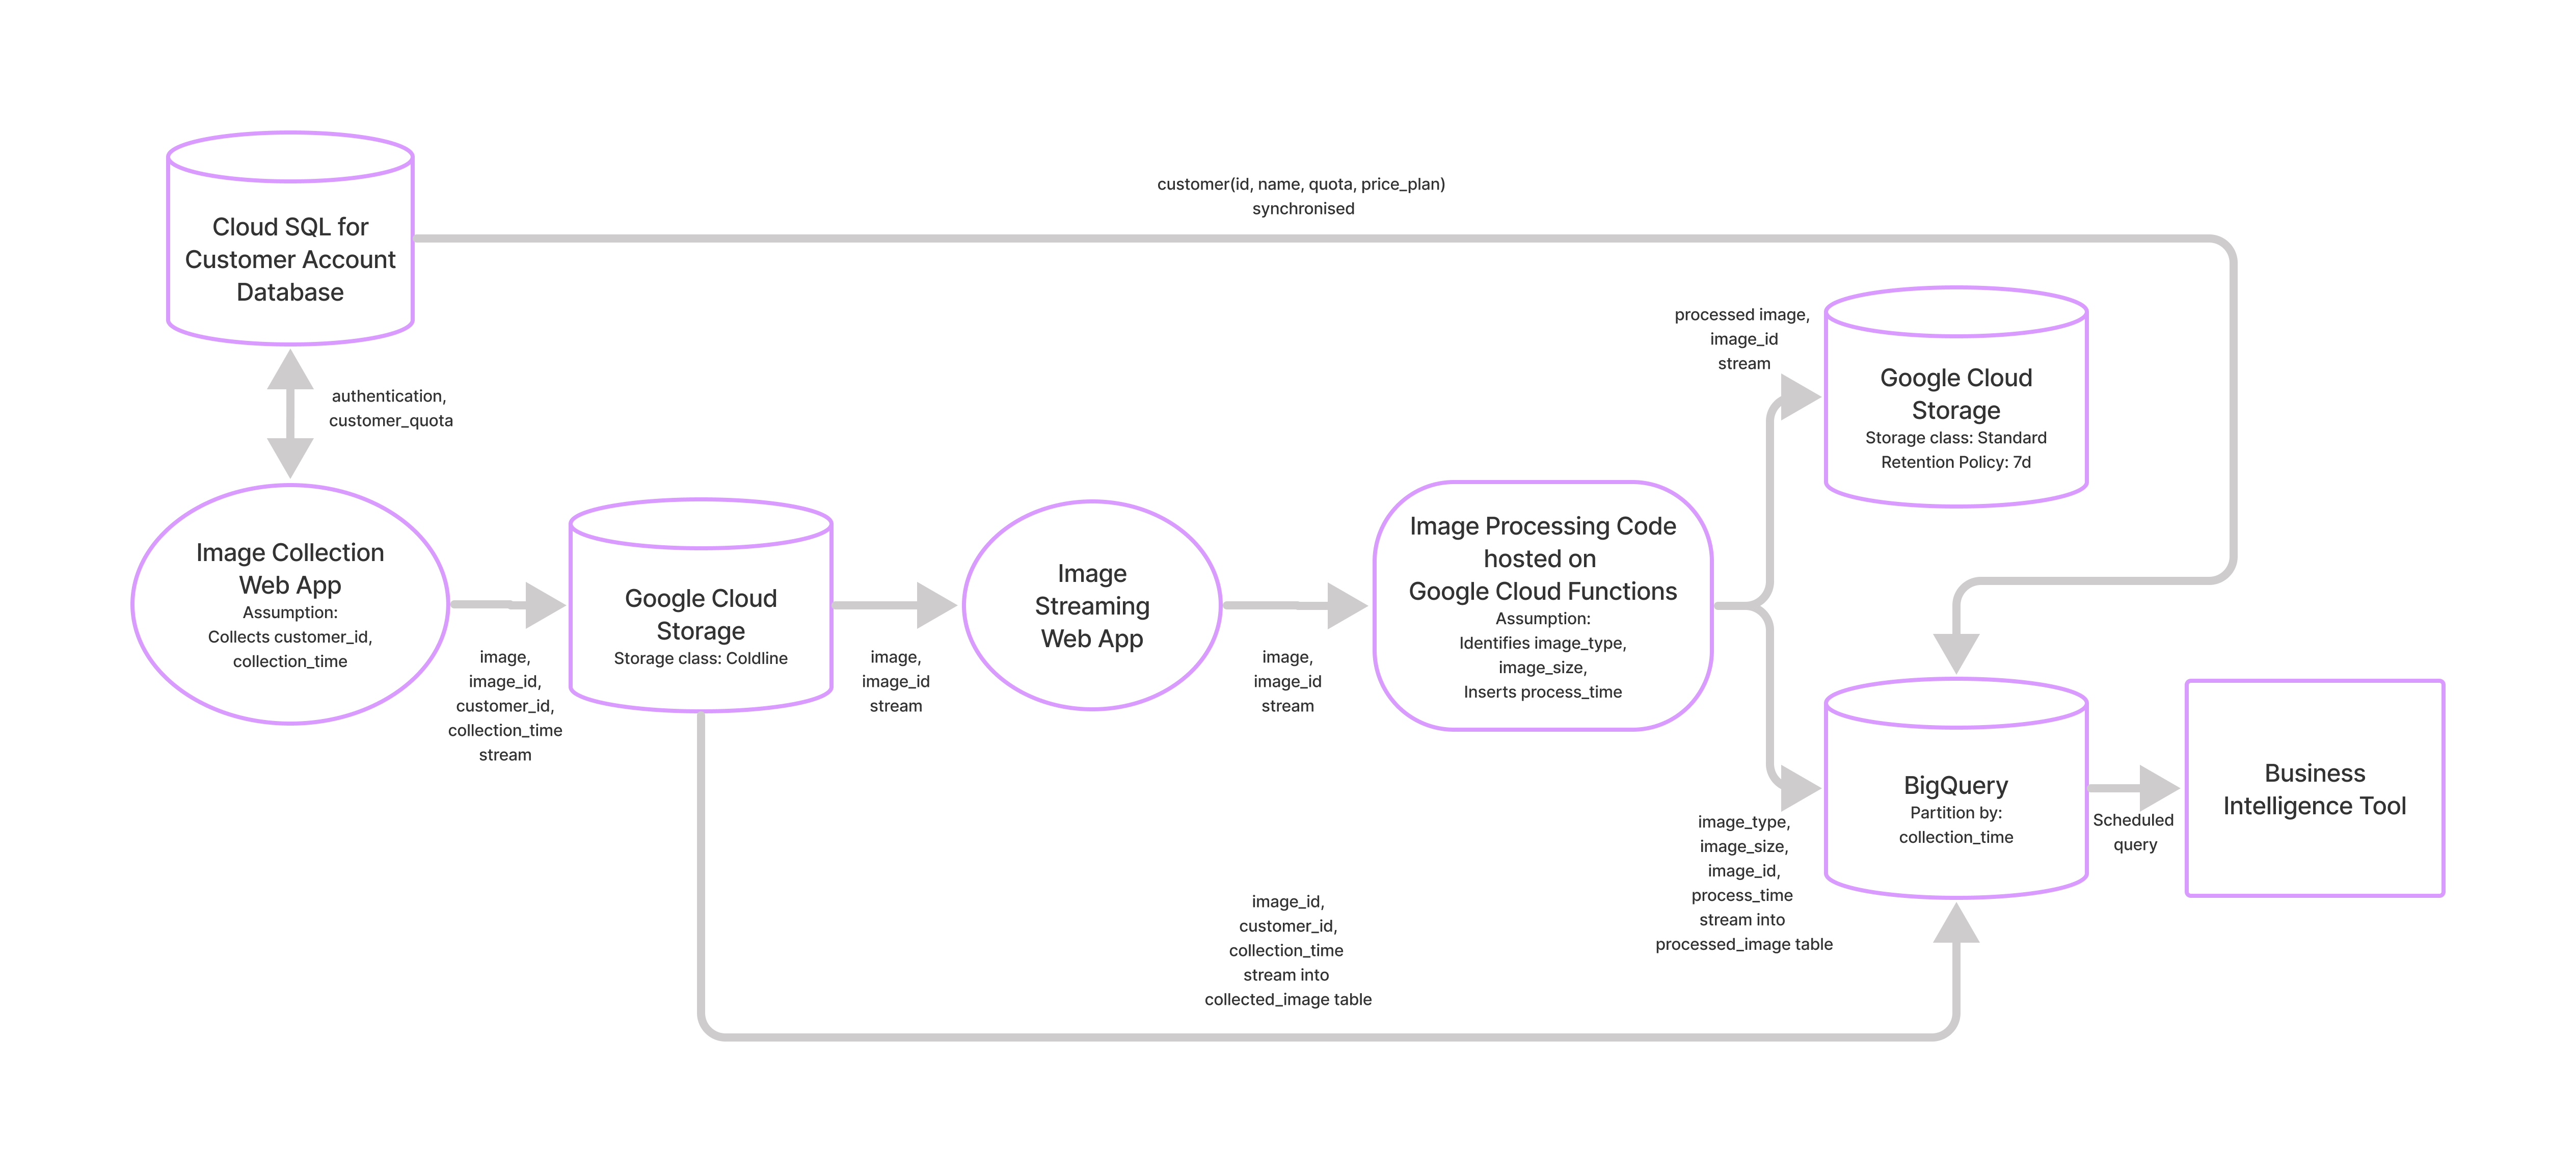 customer(id, name, quota, price_plan)
synchronised
Cloud SQL for
Customer Account
Database
authentication,
customer_quota
Image Collection
Web App
Assumption:
Collects customer_id,
collection_time
image,
image_id,
customer_id,
collection_time
stream
Google Cloud
Storage
Storage class: Coldline
image,
image_id
stream
Image
Streaming
Web App
image,
image_id
stream
Image Processing Code
hosted on
Google Cloud Functions
Assumption:
Identifies image_type,
image_size,
Inserts process_time
processed image,
image_id
stream
Google Cloud
Storage
Storage class: Standard
Retention Policy: 7d
image_type,
image_size,
image_id,
process_time
stream into
processed_image table
BigQuery
Partition by:
collection_time
Scheduled
query
Business
Intelligence Tool
image_id,
customer_id,
collection_time
stream into
collected_image table